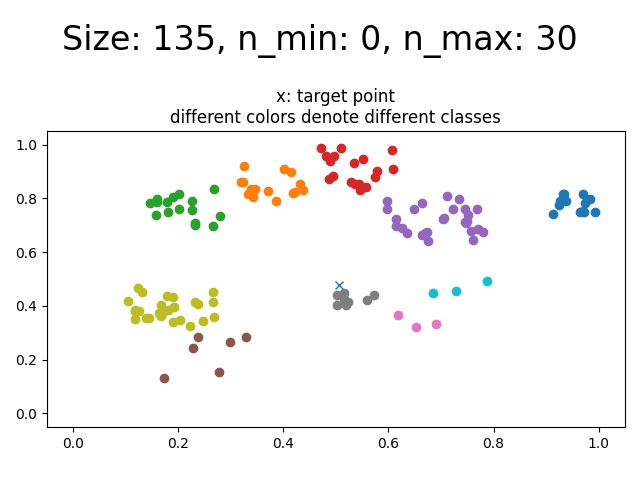 Size: 135, n_min: 0, n_max: 30
x: target point
different colors denote different classes
1.0
0.8
0.6
0.4
0.2
0.0
0.0 0.2 0.4 0.6 0.8 1.0